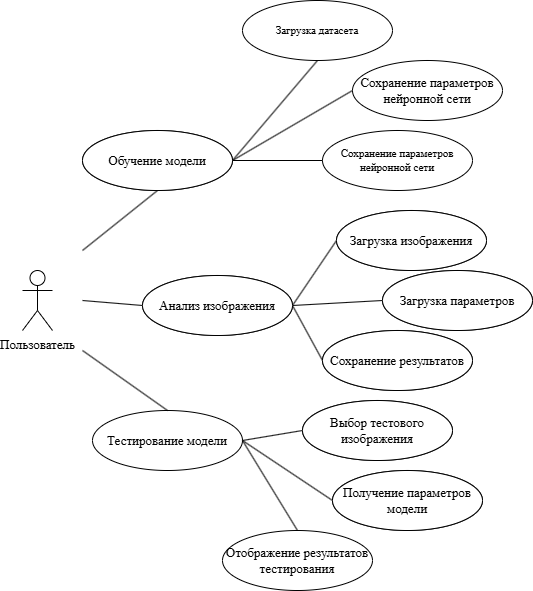 Загрузка датасета
Сохранение параметров
нейронной сети
Обучение модели
Сохранение параметров
нейронной сети
Загрузка изображения
Пользователь
Анализ изображения
Загрузка параметров
Сохранение результатов
Тестирование модели
Выбор тестового
изображения
Получение параметров
модели
Отображение результатов
тестирования